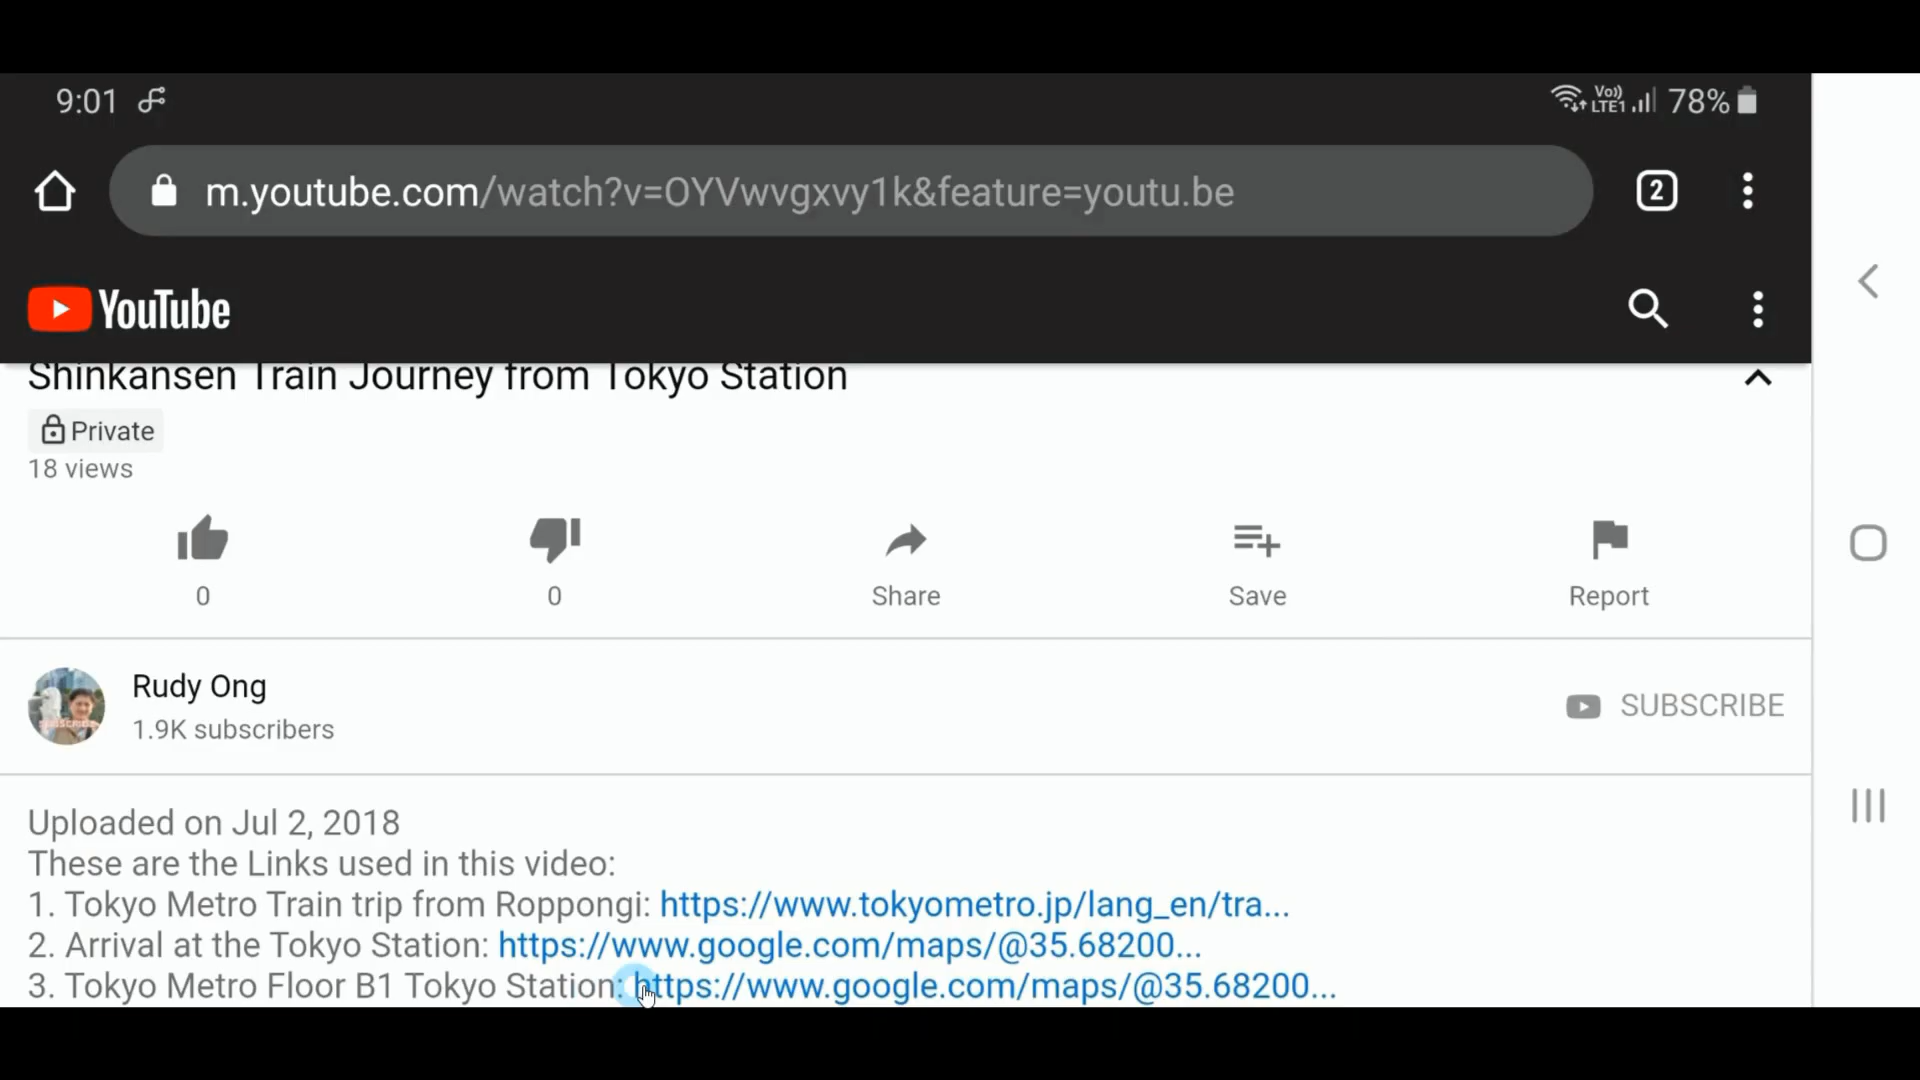 9:01
Vo)) LTE1 78%
m.youtube.com/watch?v=OYVwvgxvy1k&feature=youtu.be
2
YouTube
Shinkansen Train Journey from Tokyo Station
Private
18 views
0 0 Share Save Report
Rudy Ong
1.9K subscribers
SUBSCRIBE
Uploaded on Jul 2, 2018
These are the Links used in this video:
1. Tokyo Metro Train trip from Roppongi: https://www.tokyometro.jp/lang_en/tra...
2. Arrival at the Tokyo Station: https://www.google.com/maps/@35.68200...
3. Tokyo Metro Floor B1 Tokyo Station: https://www.google.com/maps/@35.68200...